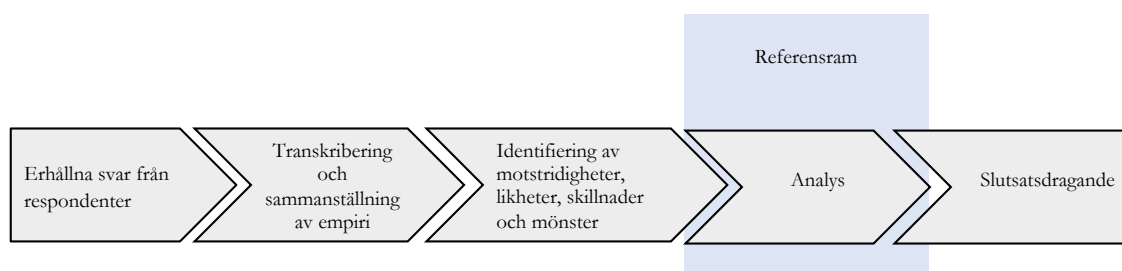 Referensram
Erhållna svar från
respondenter
Transkribering
och
sammanställning
av empiri
Identifiering av
motstridigheter,
likheter, skillnader
och mönster
Analys
Slutsatsdragande